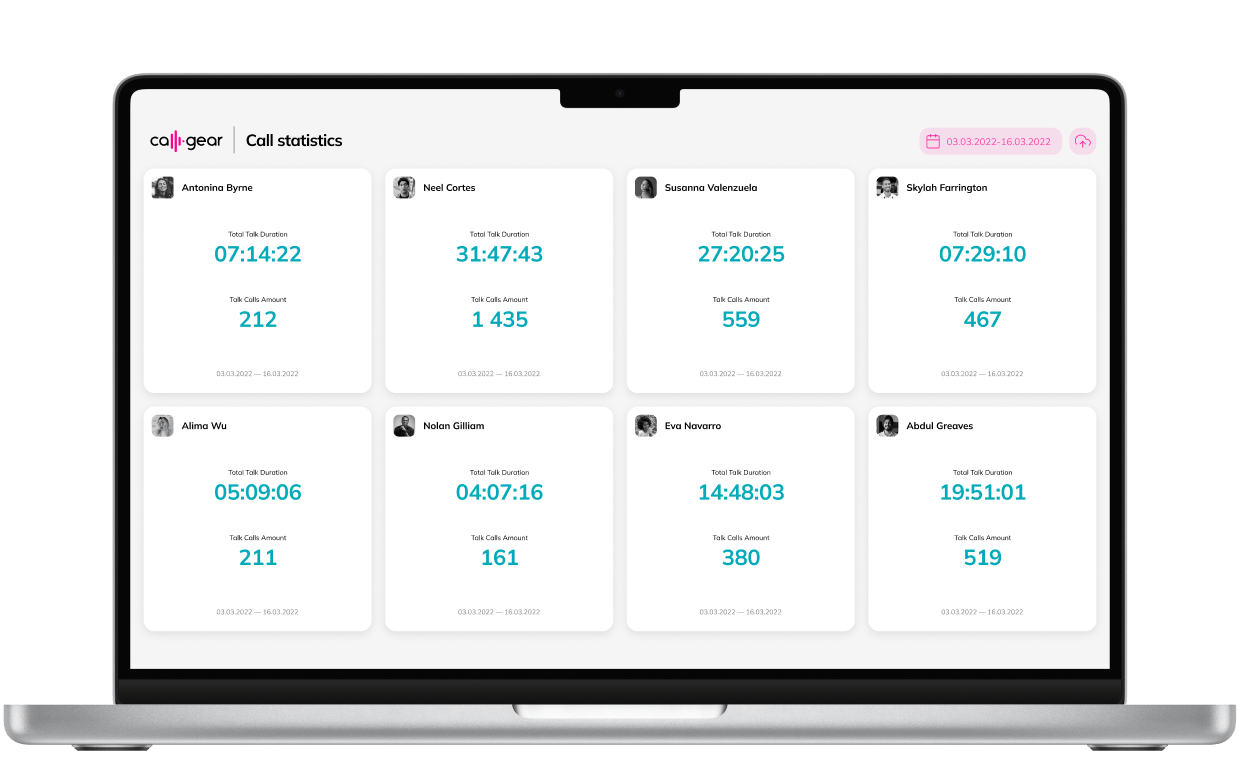 callgear
Call statistics
03.03.2022-16.03.2022
Antonina Byrne
Total Talk Duration
07:14:22
Talk Calls Amount
212
03.03.2022 — 16.03.2022
Neel Cortes
Total Talk Duration
31:47:43
Talk Calls Amount
1 435
03.03.2022 — 16.03.2022
Susanna Valenzuela
Total Talk Duration
27:20:25
Talk Calls Amount
559
03.03.2022 — 16.03.2022
Skylah Farrington
Total Talk Duration
07:29:10
Talk Calls Amount
467
03.03.2022 — 16.03.2022
Alima Wu
Total Talk Duration
05:09:06
Talk Calls Amount
211
03.03.2022 — 16.03.2022
Nolan Gilliam
Total Talk Duration
04:07:16
Talk Calls Amount
161
03.03.2022 — 16.03.2022
Eva Navarro
Total Talk Duration
14:48:03
Talk Calls Amount
380
03.03.2022 — 16.03.2022
Abdul Greaves
Total Talk Duration
19:51:01
Talk Calls Amount
519
03.03.2022 — 16.03.2022